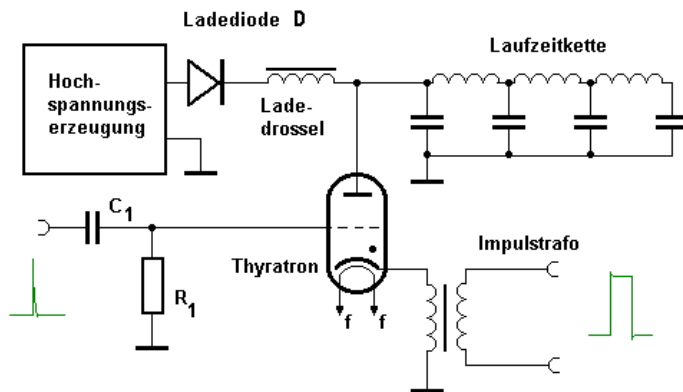 Ladediode D
Laufzeitkette
Hoch-
spannungs-
erzeugung
Lade-
drossel
C1
Thyratron
Impulstrafo
R1
f f